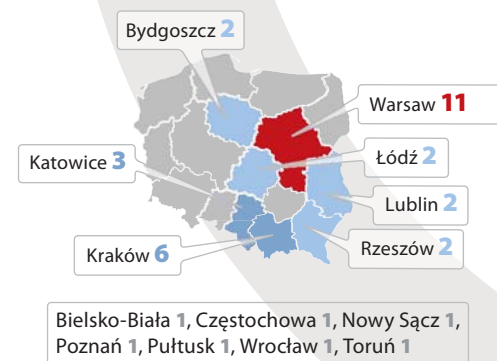 Bydgoszcz 2
Warsaw 11
Katowice 3
Łódź 2
Lublin 2
Kraków 6
Rzeszów 2
Bielsko-Biała 1, Częstochowa 1, Nowy Sącz 1,
Poznań 1, Pułtusk 1, Wrocław 1, Toruń 1